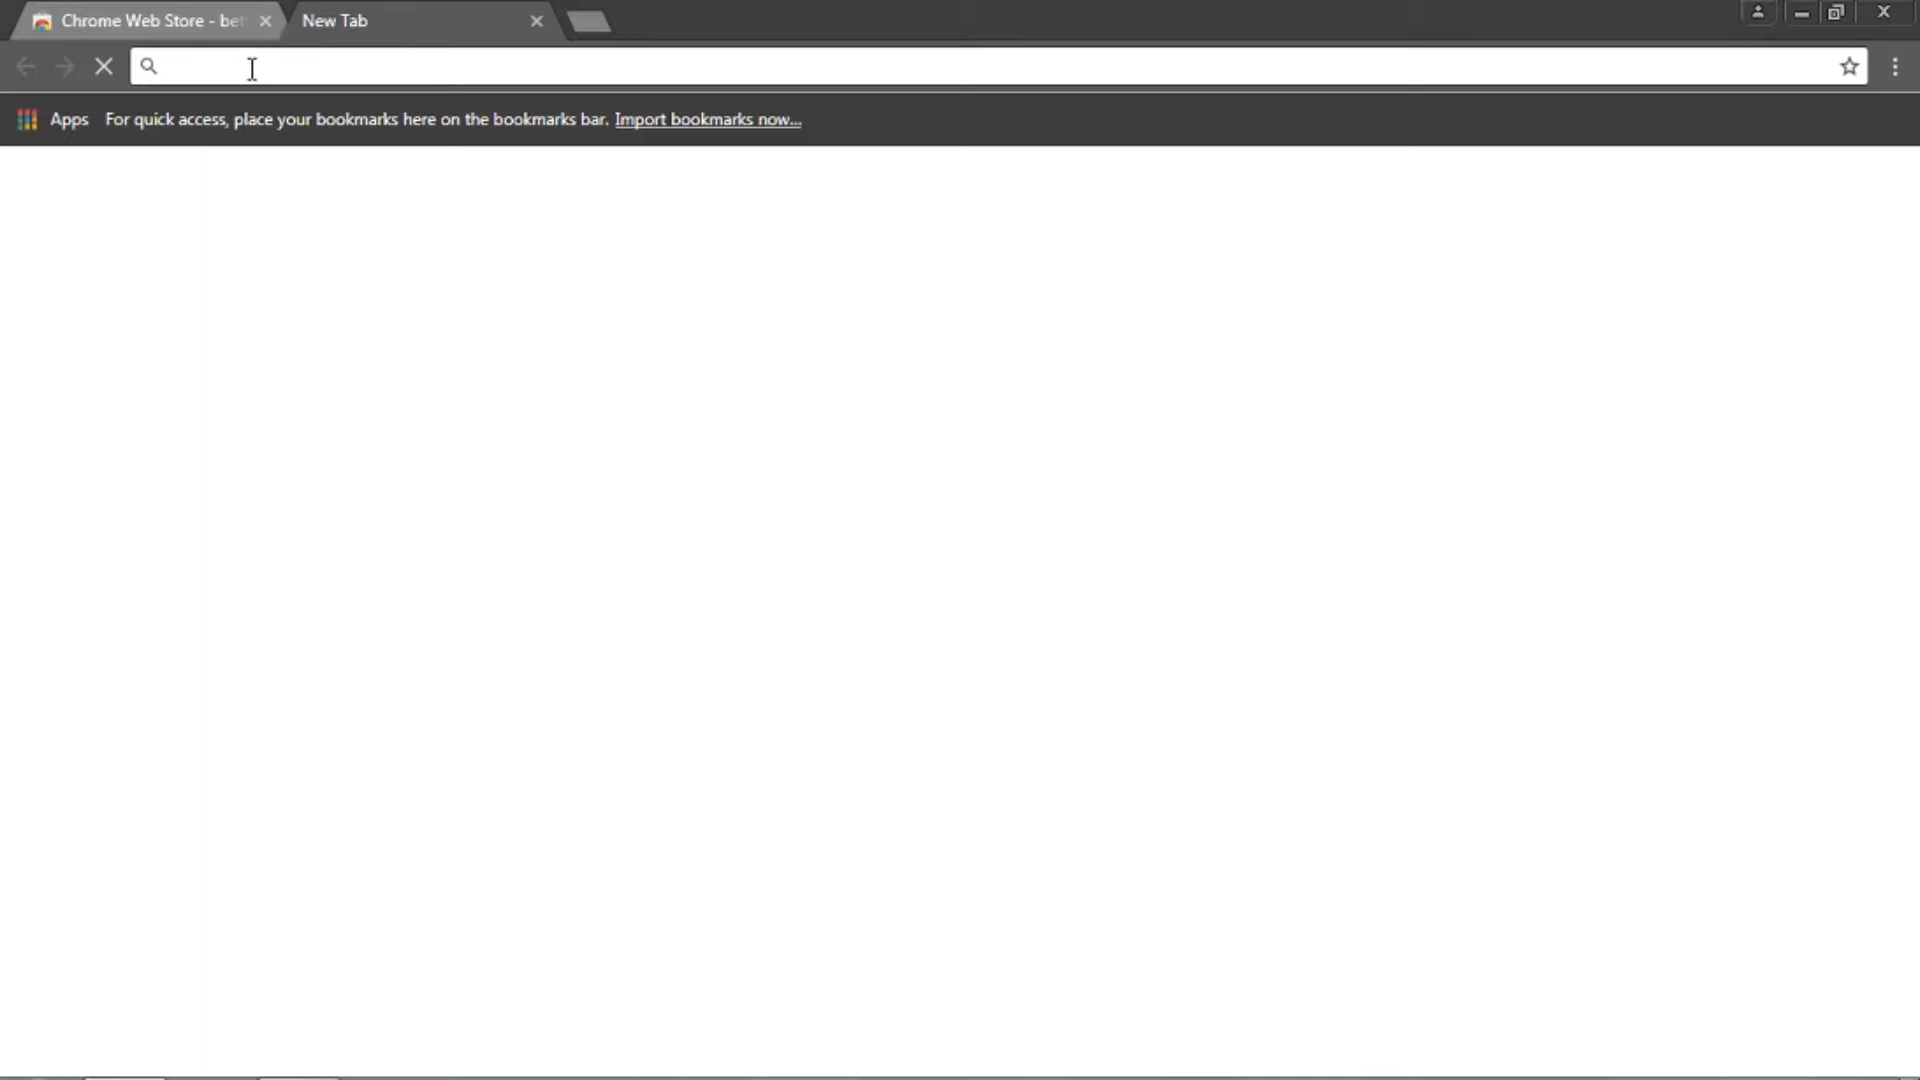 Chrome Web Store - bet
New Tab
Apps
For quick access, place your bookmarks here on the bookmarks bar. Import bookmarks now...